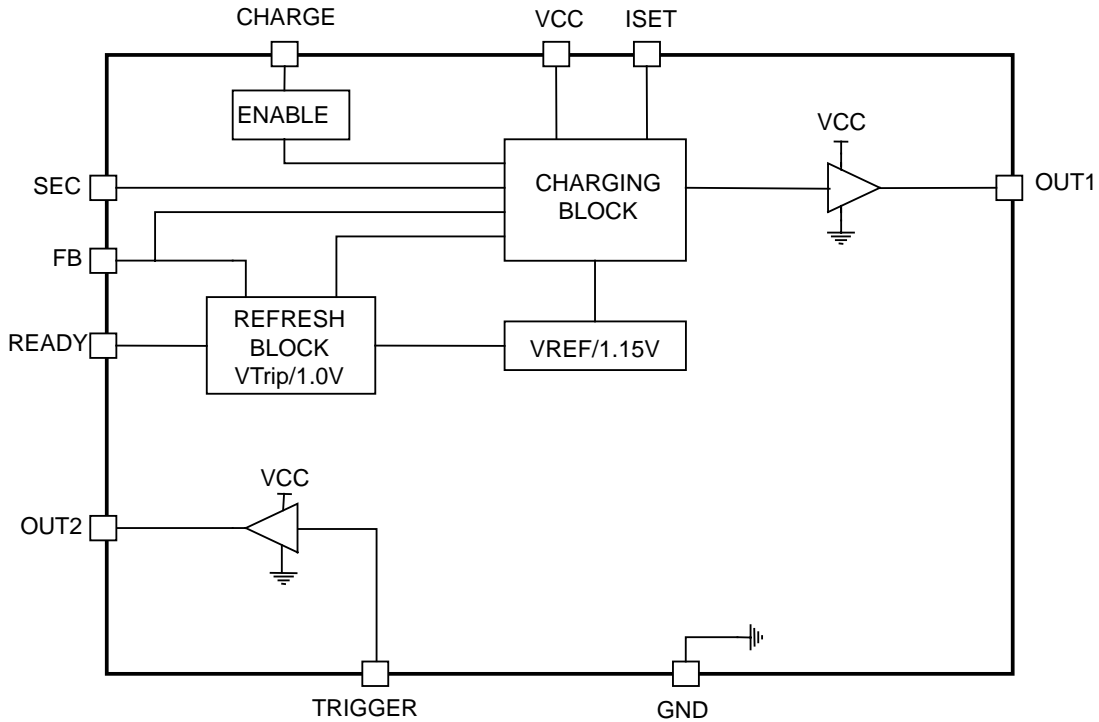 CHARGE
VCC
ISET
ENABLE
VCC
SEC
CHARGING
BLOCK
OUT1
FB
REFRESH
BLOCK
VTrip/1.0V
READY
VREF/1.15V
VCC
OUT2
TRIGGER
GND